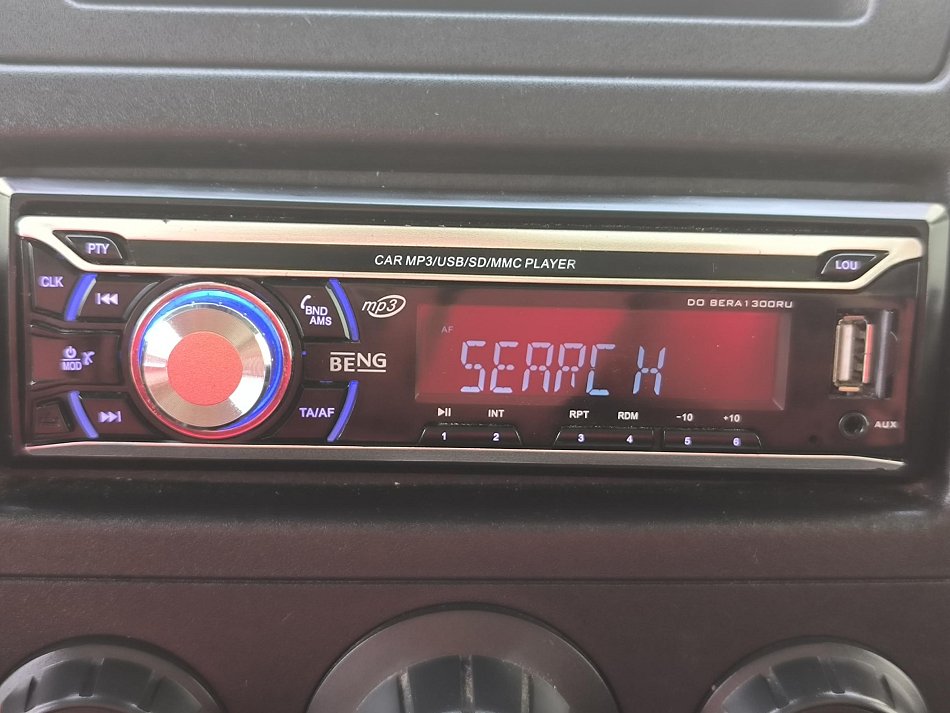 PTY
CAR MP3/USB/SD/MMC PLAYER
LOU
CLK
BND
AMS
mp3
DO BERA1300RU
AF
SEARCH
MOD
BENG
TA/AF
INT
RPT
RDM
-10
+10
1
2
3
4
5
6
AUX